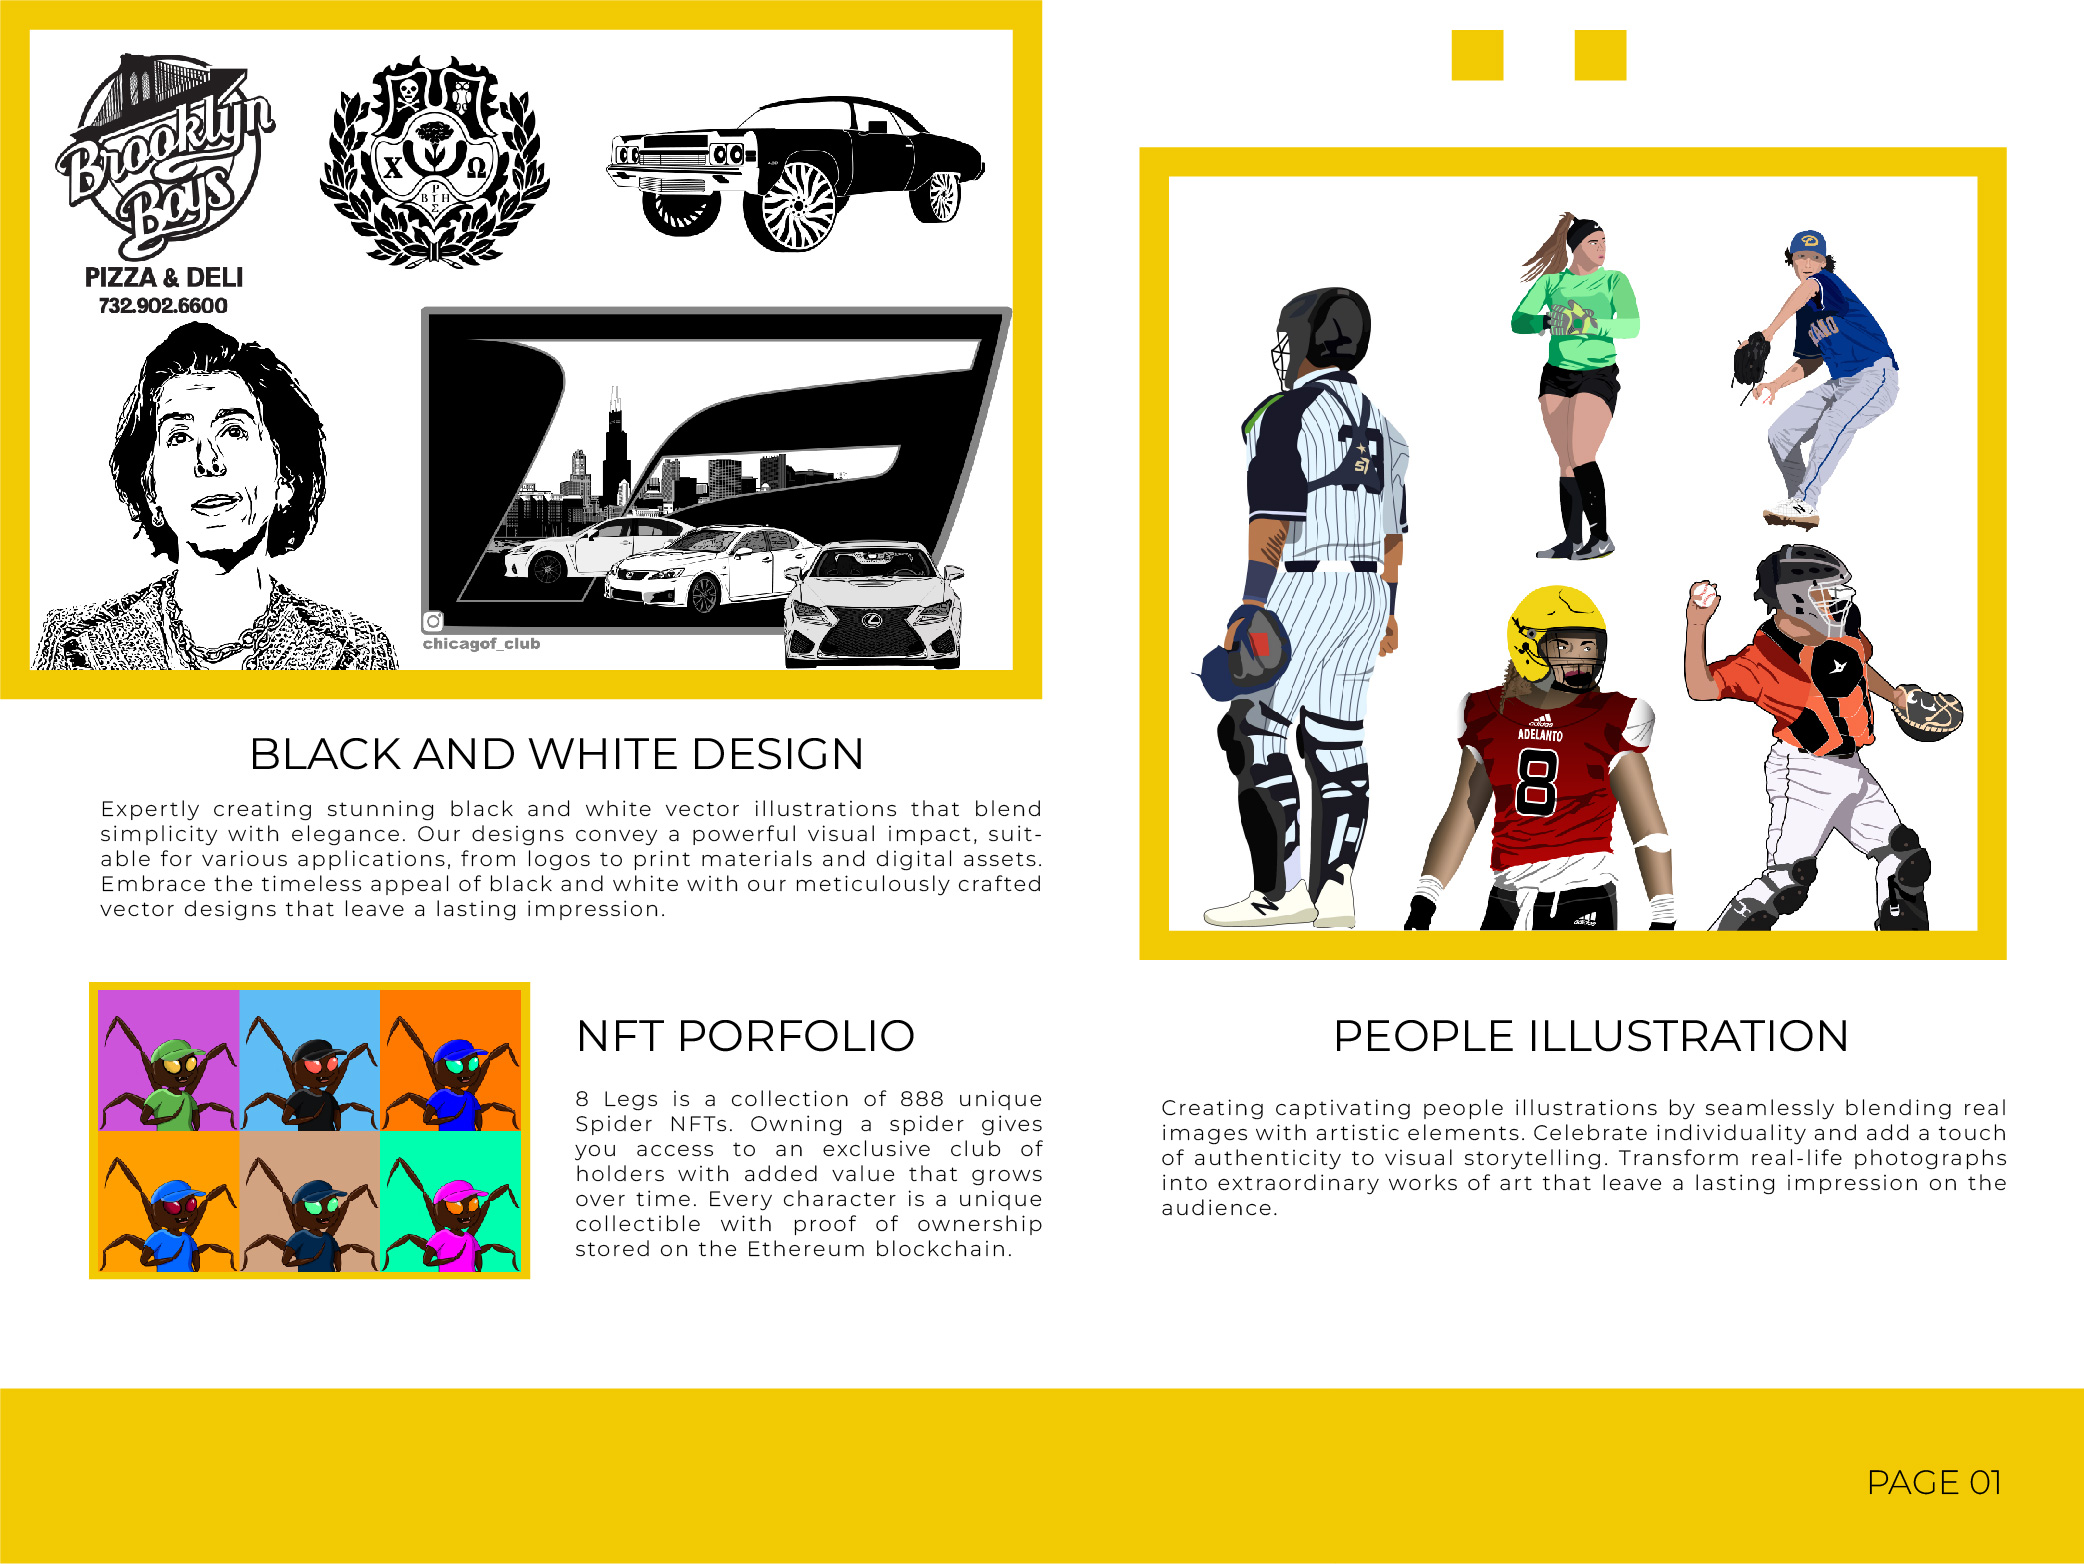 Brooklyn
Boys
PIZZA & DELI
732.902.6600
X Ω
P
B I H
Σ
chicagof_club
BLACK AND WHITE DESIGN
Expertly creating stunning black and white vector illustrations that blend
simplicity with elegance. Our designs convey a powerful visual impact, suit-
able for various applications, from logos to print materials and digital assets.
Embrace the timeless appeal of black and white with our meticulously crafted
vector designs that leave a lasting impression.
NFT PORFOLIO
8 Legs is a collection of 888 unique
Spider NFTs. Owning a spider gives
you access to an exclusive club of
holders with added value that grows
over time. Every character is a unique
collectible with proof of ownership
stored on the Ethereum blockchain.
adidas
ADELANTO
8
adidas
PEOPLE ILLUSTRATION
Creating captivating people illustrations by seamlessly blending real
images with artistic elements. Celebrate individuality and add a touch
of authenticity to visual storytelling. Transform real-life photographs
into extraordinary works of art that leave a lasting impression on the
audience.
PAGE 01